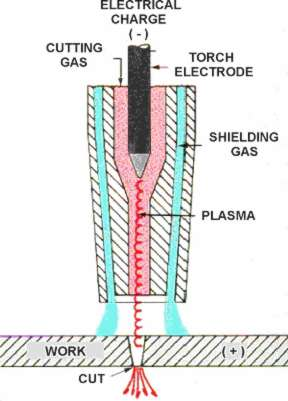 ELECTRICAL
CHARGE
(-)
CUTTING
GAS
TORCH
ELECTRODE
SHIELDING
GAS
PLASMA
WORK
(+)
CUT